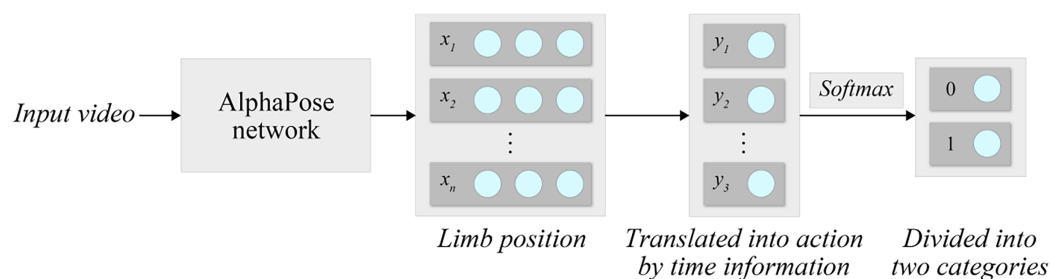 Input video
AlphaPose
network
x1
x2
⋮
xn
Limb position
y1
y2
⋮
y3
Translated into action
by time information
Softmax
0
1
Divided into
two categories